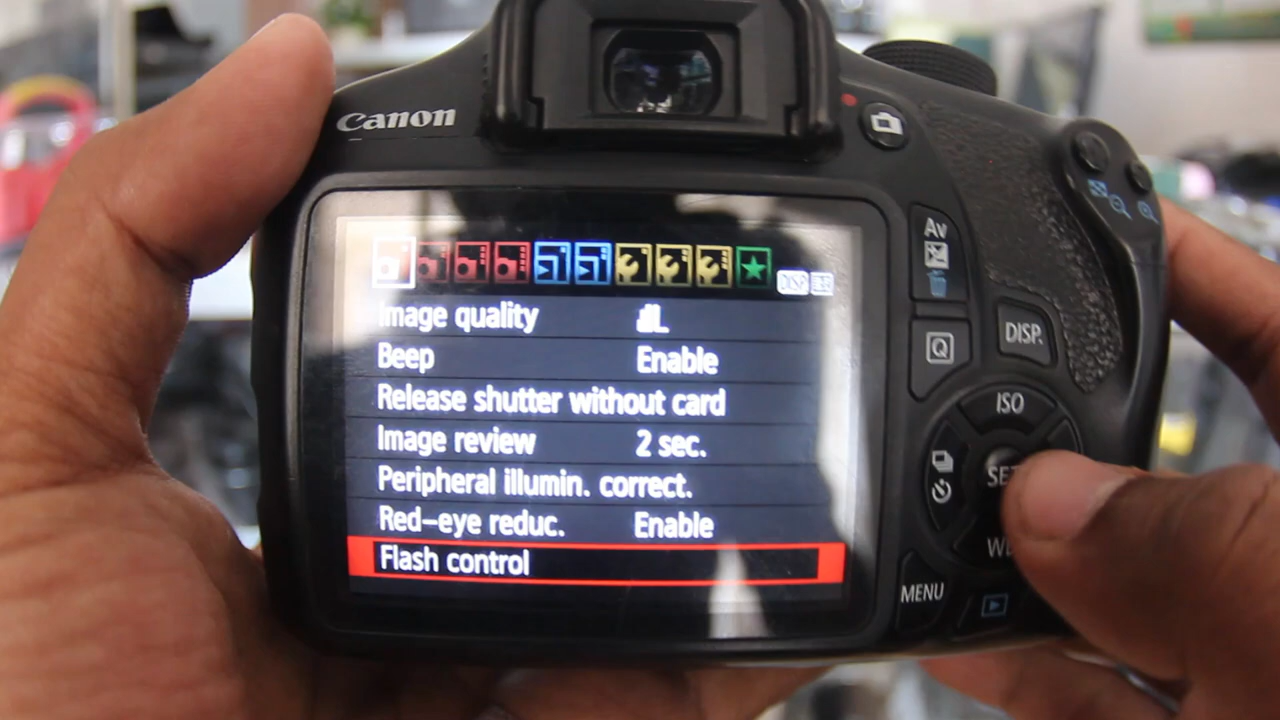 Canon
DISP.
Image quality L
Beep Enable
Release shutter without card
Image review 2 sec.
Peripheral illumin. correct.
Red-eye reduc. Enable
Flash control
Av
Q
DISP.
ISO
MENU